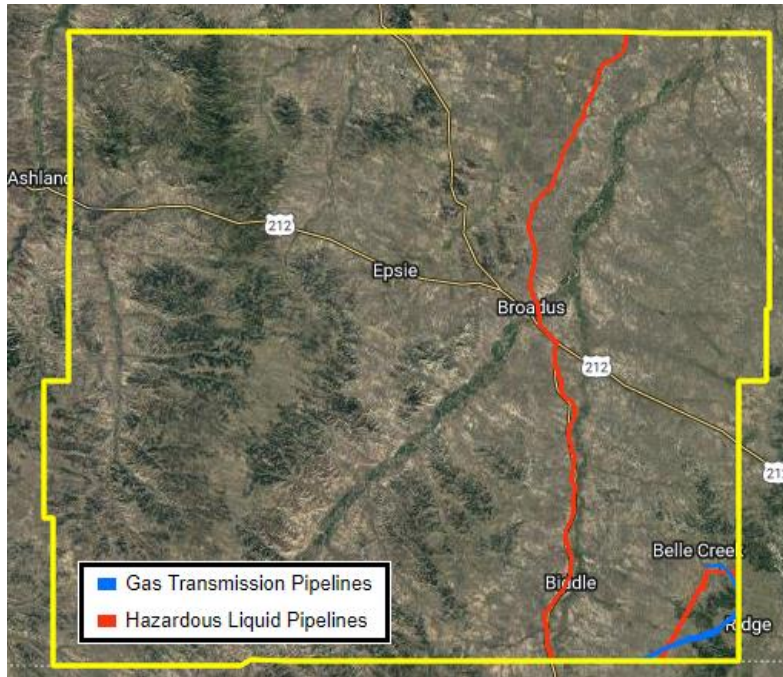 Ashland
212
Epsie
Broadus
212
212
Belle Creek
Biddle
Ridge
Gas Transmission Pipelines
Hazardous Liquid Pipelines